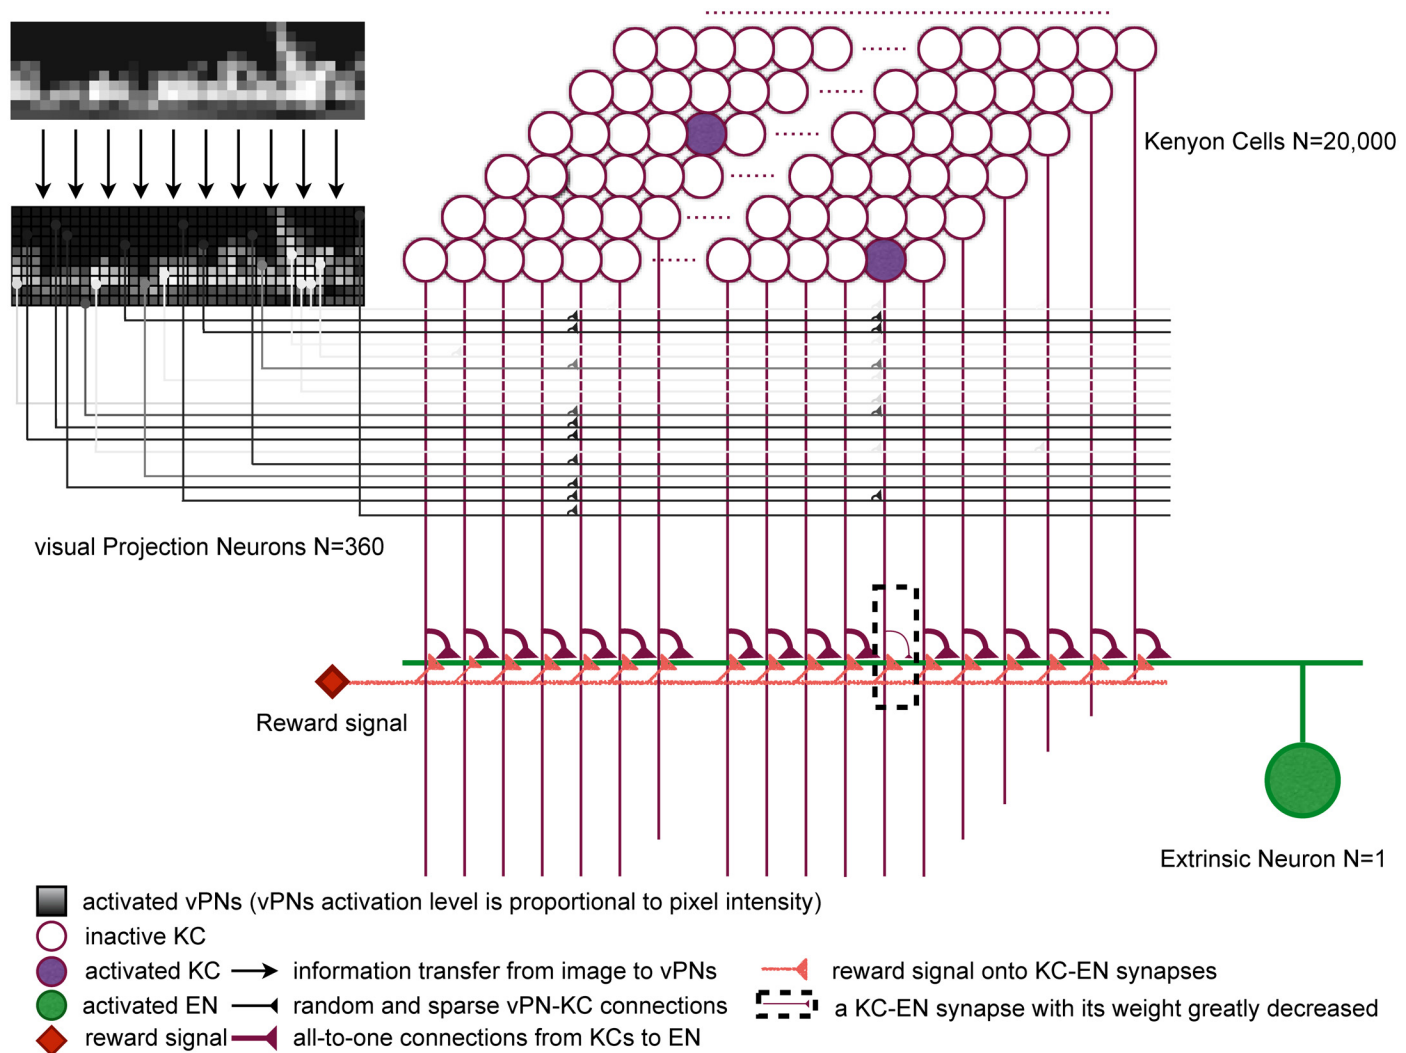 Kenyon Cells N=20,000
visual Projection Neurons N=360
Reward signal
Extrinsic Neuron N=1
activated vPNs (vPNs activation level is proportional to pixel intensity)
inactive KC
activated KC
information transfer from image to vPNs
reward signal onto KC-EN synapses
activated EN
random and sparse vPN-KC connections
a KC-EN synapse with its weight greatly decreased
reward signal
all-to-one connections from KCs to EN